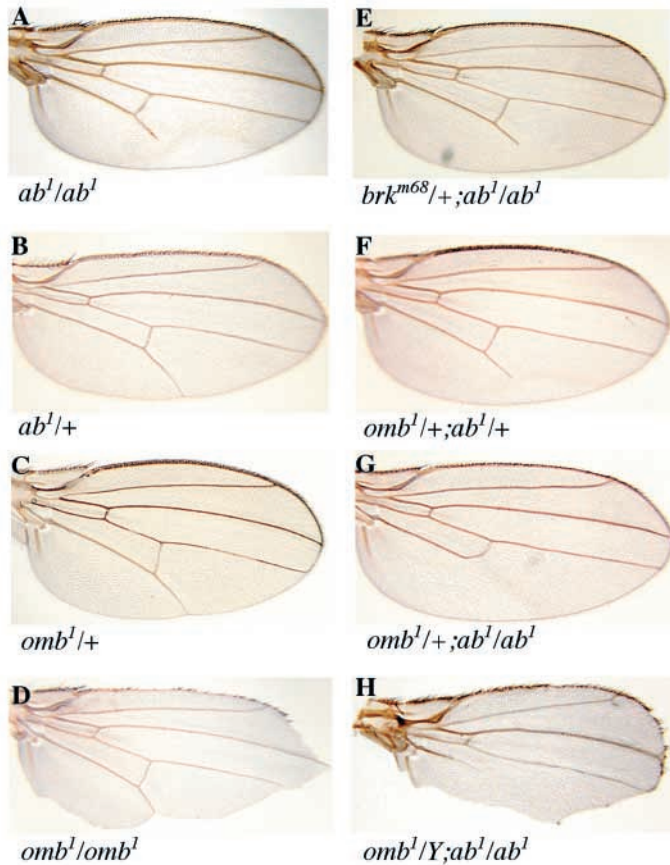 A
ab¹/ab¹
B
ab¹/+
C
omb¹/+
D
omb¹/omb¹
E
brkᵐ⁶⁸/+;ab¹/ab¹
F
omb¹/+;ab¹/+
G
omb¹/+;ab¹/ab¹
H
omb¹/Y;ab¹/ab¹